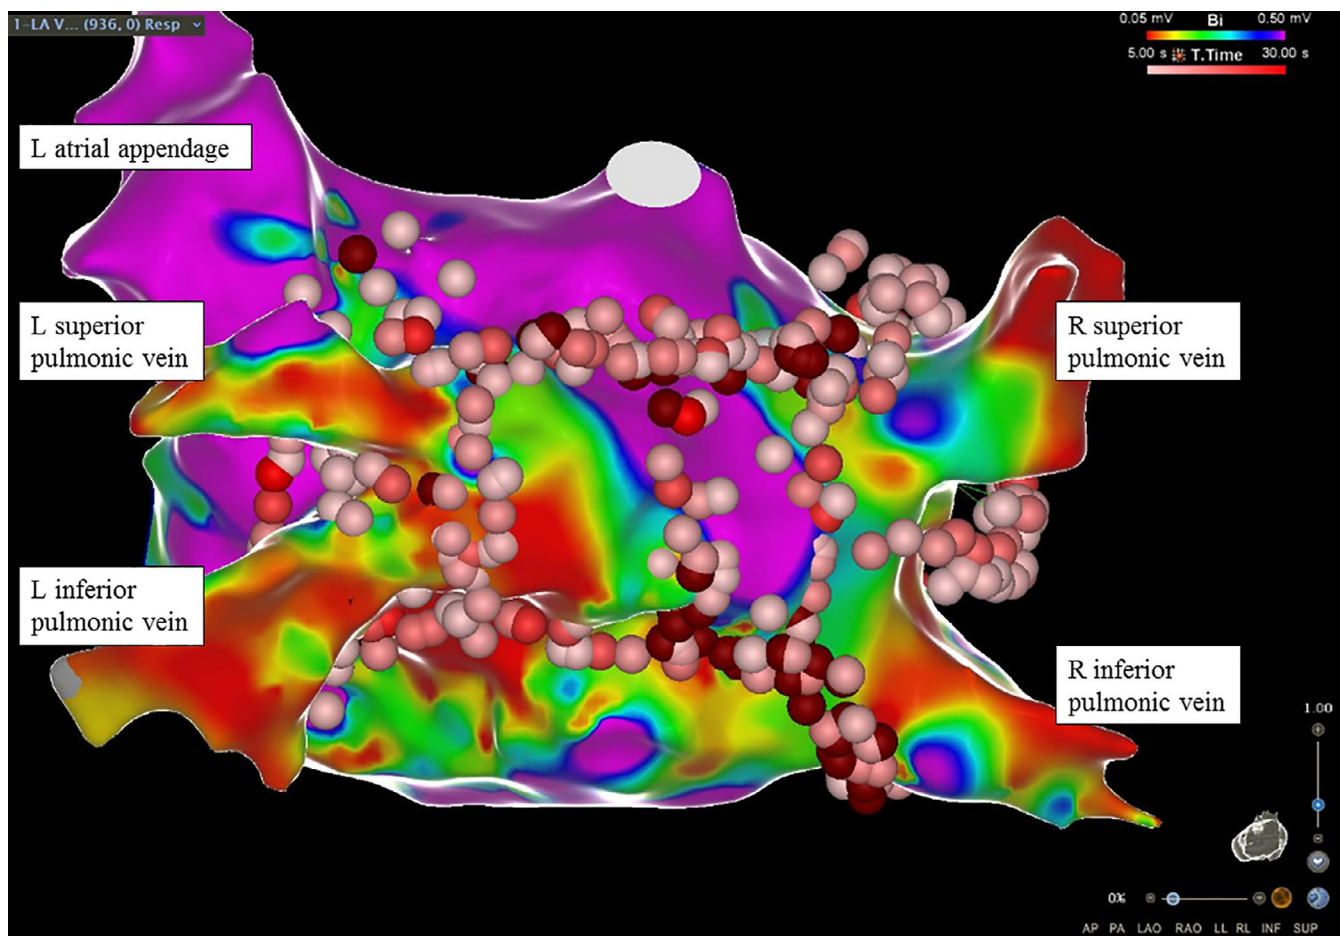 1-LA V... (936, 0) Resp
0.05 mV Bi 0.50 mV
5.00 s T.Time 30.00 s
L atrial appendage
L superior
pulmonic vein
R superior
pulmonic vein
L inferior
pulmonic vein
R inferior
pulmonic vein
1.00
0%
AP PA LAO RAO LL RL INF SUP